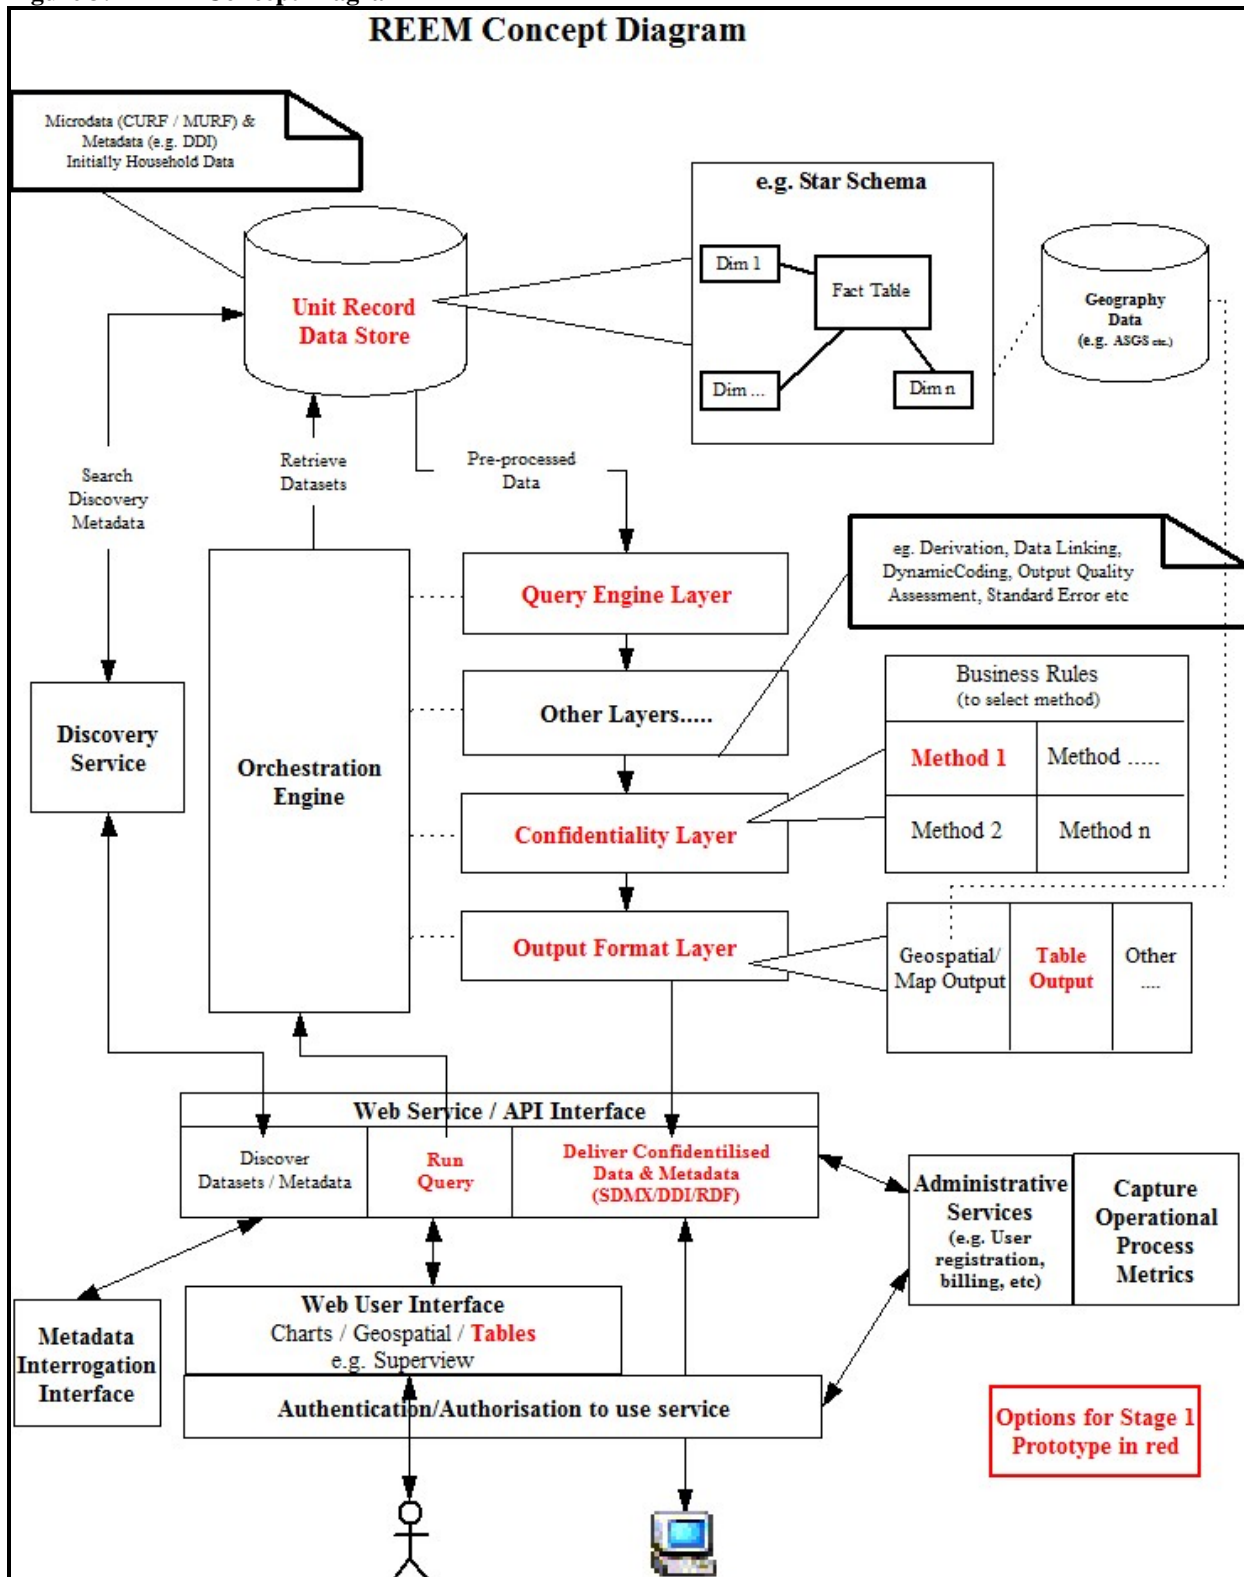 REEM Concept Diagram
Microdata (CURF / MURF) &
Metadata (e.g. DDI)
Initially Household Data
Unit Record
Data Store
e.g. Star Schema
Dim 1
Fact Table
Dim ...
Dim n
Geography
Data
(e.g. ASGS etc.)
Search
Discovery
Metadata
Retrieve
Datasets
Pre-processed
Data
eg. Derivation, Data Linking,
DynamicCoding, Output Quality
Assessment, Standard Error etc
Query Engine Layer
Other Layers.....
Confidentiality Layer
Output Format Layer
Discovery
Service
Orchestration
Engine
Business Rules
(to select method)
Method 1
Method .....
Method 2
Method n
Geospatial/
Map Output
Table
Output
Other
....
Web Service / API Interface
Discover
Datasets / Metadata
Run
Query
Deliver Confidentilised
Data & Metadata
(SDMX/DDI/RDF)
Administrative
Services
(e.g. User
registration,
billing, etc)
Capture
Operational
Process
Metrics
Metadata
Interrogation
Interface
Web User Interface
Charts / Geospatial / Tables
e.g. Superview
Authentication/Authorisation to use service
Options for Stage 1
Prototype in red